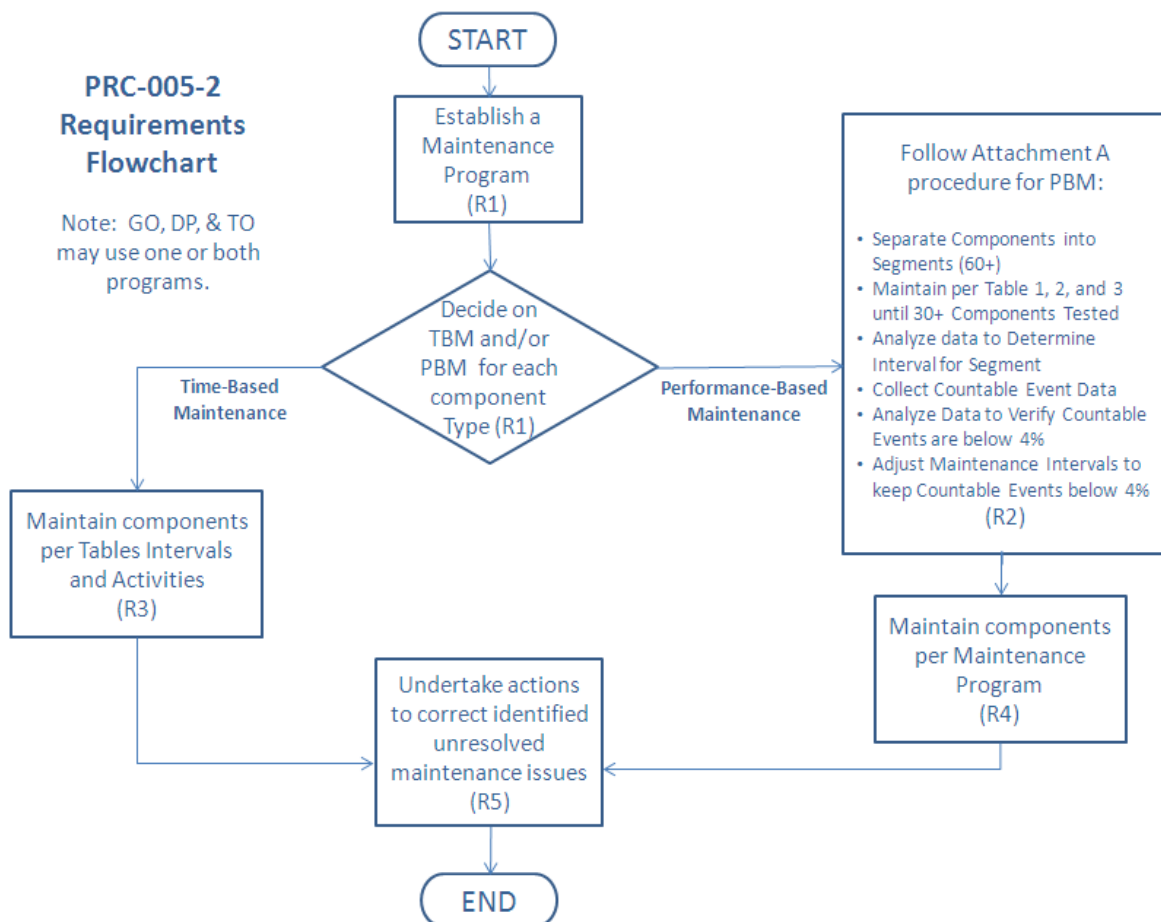 START
PRC-005-2
Requirements
Flowchart
Note:  GO, DP, & TO
may use one or both
programs.
Establish a
Maintenance
Program
(R1)
Decide on
TBM and/or
PBM for each
component
Type (R1)
Time-Based
Maintenance
Performance-Based
Maintenance
Follow Attachment A
procedure for PBM:
• Separate Components into
Segments (60+)
• Maintain per Table 1, 2, and 3
until 30+ Components Tested
• Analyze data to Determine
Interval for Segment
• Collect Countable Event Data
• Analyze Data to Verify Countable
Events are below 4%
• Adjust Maintenance Intervals to
keep Countable Events below 4%
(R2)
Maintain components
per Tables Intervals
and Activities
(R3)
Maintain components
per Maintenance
Program
(R4)
Undertake actions
to correct identified
unresolved
maintenance issues
(R5)
END